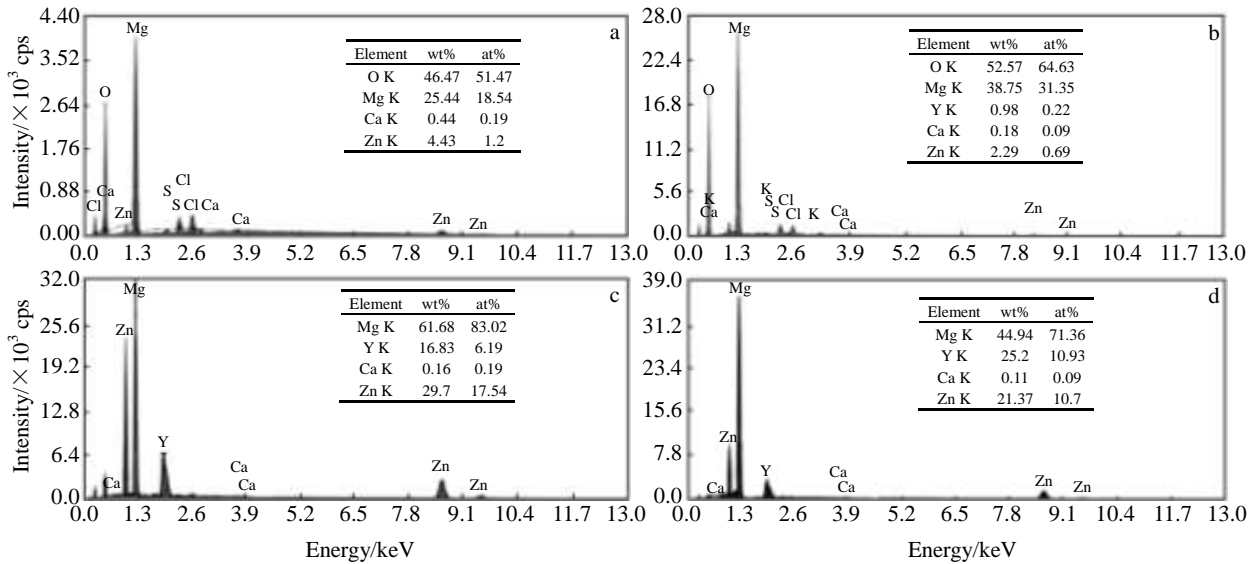 Intensity/×10³ cps
4.40
3.52
2.64
1.76
0.88
0.00
a
Mg
O
Ca
Cl
Zn
Cl
S
S Cl Ca
Ca
Zn
Zn
Element wt% at%
O K 46.47 51.47
Mg K 25.44 18.54
Ca K 0.44 0.19
Zn K 4.43 1.2
0.0 1.3 2.6 3.9 5.2 6.5 7.8 9.1 10.4 11.7 13.0
28.0
22.4
16.8
11.2
5.6
0.0
b
Mg
O
K
Ca
K
S Cl
S Cl K
Ca
Ca
Zn
Zn
Element wt% at%
O K 52.57 64.63
Mg K 38.75 31.35
Y K 0.98 0.22
Ca K 0.18 0.09
Zn K 2.29 0.69
0.0 1.3 2.6 3.9 5.2 6.5 7.8 9.1 10.4 11.7 13.0
Intensity/×10³ cps
32.0
25.6
19.2
12.8
6.4
0.0
c
Mg
Zn
Y
Ca
Ca
Ca
Zn
Zn
Element wt% at%
Mg K 61.68 83.02
Y K 16.83 6.19
Ca K 0.16 0.19
Zn K 29.7 17.54
0.0 1.3 2.6 3.9 5.2 6.5 7.8 9.1 10.4 11.7 13.0
Energy/keV
39.0
31.2
23.4
15.6
7.8
0.0
d
Mg
Zn
Y
Ca
Ca
Ca
Zn
Zn
Element wt% at%
Mg K 44.94 71.36
Y K 25.2 10.93
Ca K 0.11 0.09
Zn K 21.37 10.7
0.0 1.3 2.6 3.9 5.2 6.5 7.8 9.1 10.4 11.7 13.0
Energy/keV